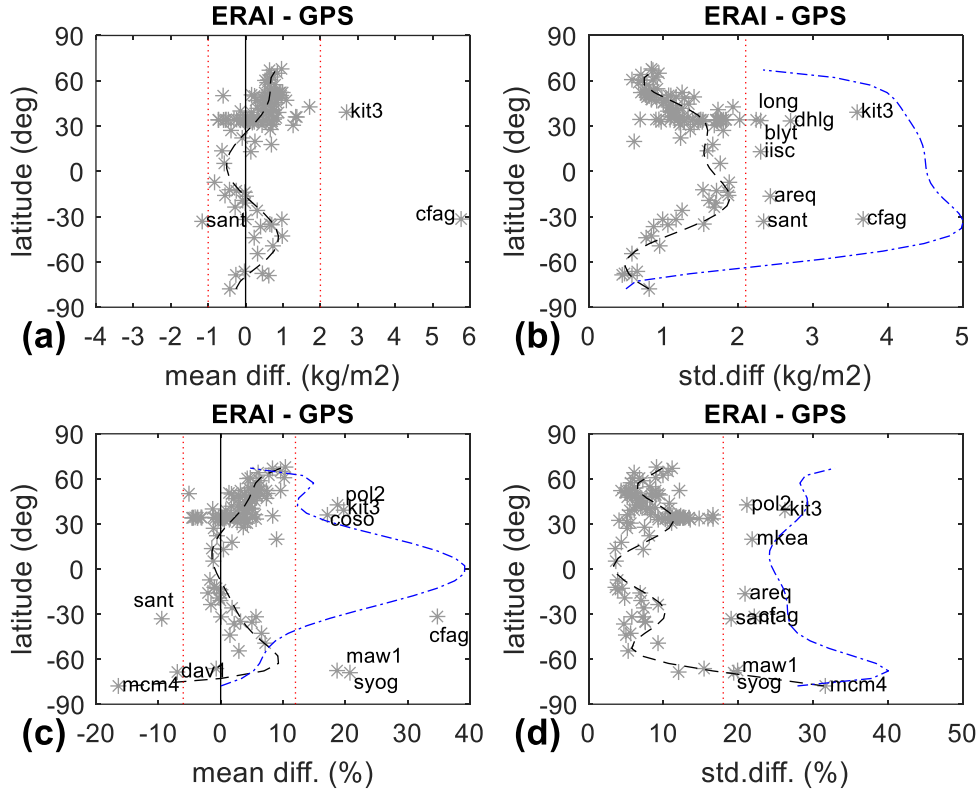 ERAI - GPS
90
60
30
0
-30
-60
-90
latitude (deg)
kit3
sant
cfag
-4 -3 -2 -1 0 1 2 3 4 5 6
(a)
mean diff. (kg/m2)
ERAI - GPS
90
60
30
0
-30
-60
-90
latitude (deg)
long
kit3
dhlg
blyt
iisc
areq
sant
cfag
0 1 2 3 4 5
(b)
std.diff (kg/m2)
ERAI - GPS
90
60
30
0
-30
-60
-90
latitude (deg)
pol2
kit3
coso
sant
cfag
maw1
dav1
syog
mcm4
-20 -10 0 10 20 30 40
(c)
mean diff. (%)
ERAI - GPS
90
60
30
0
-30
-60
-90
latitude (deg)
pol2
kit3
mkea
areq
sant
cfag
maw1
syog
mcm4
0 10 20 30 40 50
(d)
std.diff. (%)